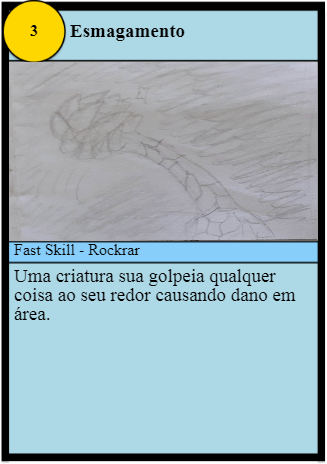 3
Esmagamento
Fast Skill - Rockrar
Uma criatura sua golpeia qualquer
coisa ao seu redor causando dano em
área.